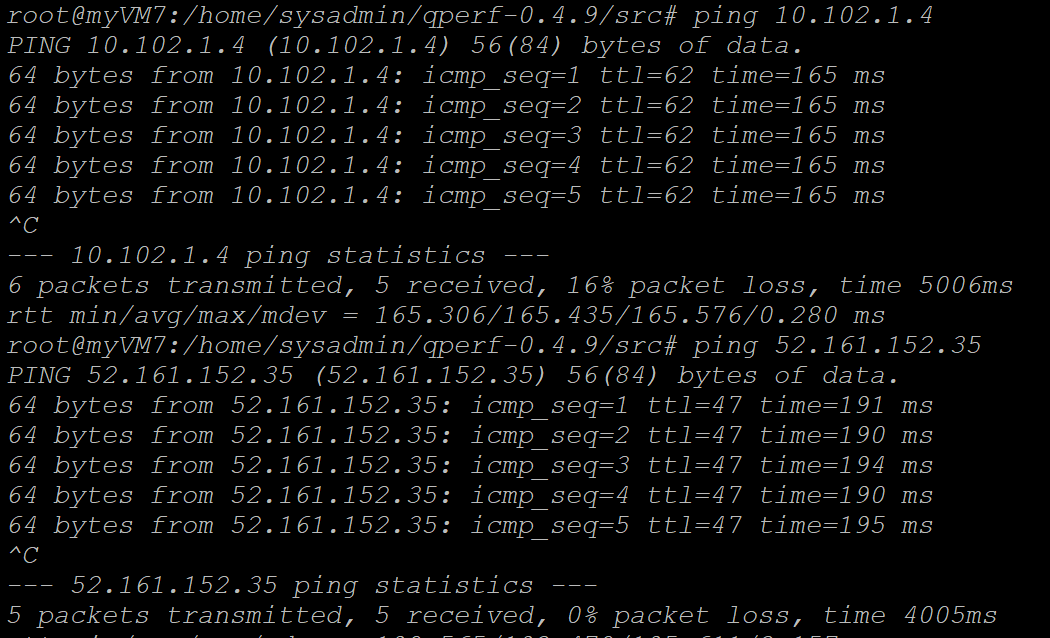 root@myVM7:/home/sysadmin/qperf-0.4.9/src# ping 10.102.1.4
PING 10.102.1.4 (10.102.1.4) 56(84) bytes of data.
64 bytes from 10.102.1.4: icmp_seq=1 ttl=62 time=165 ms
64 bytes from 10.102.1.4: icmp_seq=2 ttl=62 time=165 ms
64 bytes from 10.102.1.4: icmp_seq=3 ttl=62 time=165 ms
64 bytes from 10.102.1.4: icmp_seq=4 ttl=62 time=165 ms
64 bytes from 10.102.1.4: icmp_seq=5 ttl=62 time=165 ms
^C
--- 10.102.1.4 ping statistics ---
6 packets transmitted, 5 received, 16% packet loss, time 5006ms
rtt min/avg/max/mdev = 165.306/165.435/165.576/0.280 ms
root@myVM7:/home/sysadmin/qperf-0.4.9/src# ping 52.161.152.35
PING 52.161.152.35 (52.161.152.35) 56(84) bytes of data.
64 bytes from 52.161.152.35: icmp_seq=1 ttl=47 time=191 ms
64 bytes from 52.161.152.35: icmp_seq=2 ttl=47 time=190 ms
64 bytes from 52.161.152.35: icmp_seq=3 ttl=47 time=194 ms
64 bytes from 52.161.152.35: icmp_seq=4 ttl=47 time=190 ms
64 bytes from 52.161.152.35: icmp_seq=5 ttl=47 time=195 ms
^C
--- 52.161.152.35 ping statistics ---
5 packets transmitted, 5 received, 0% packet loss, time 4005ms